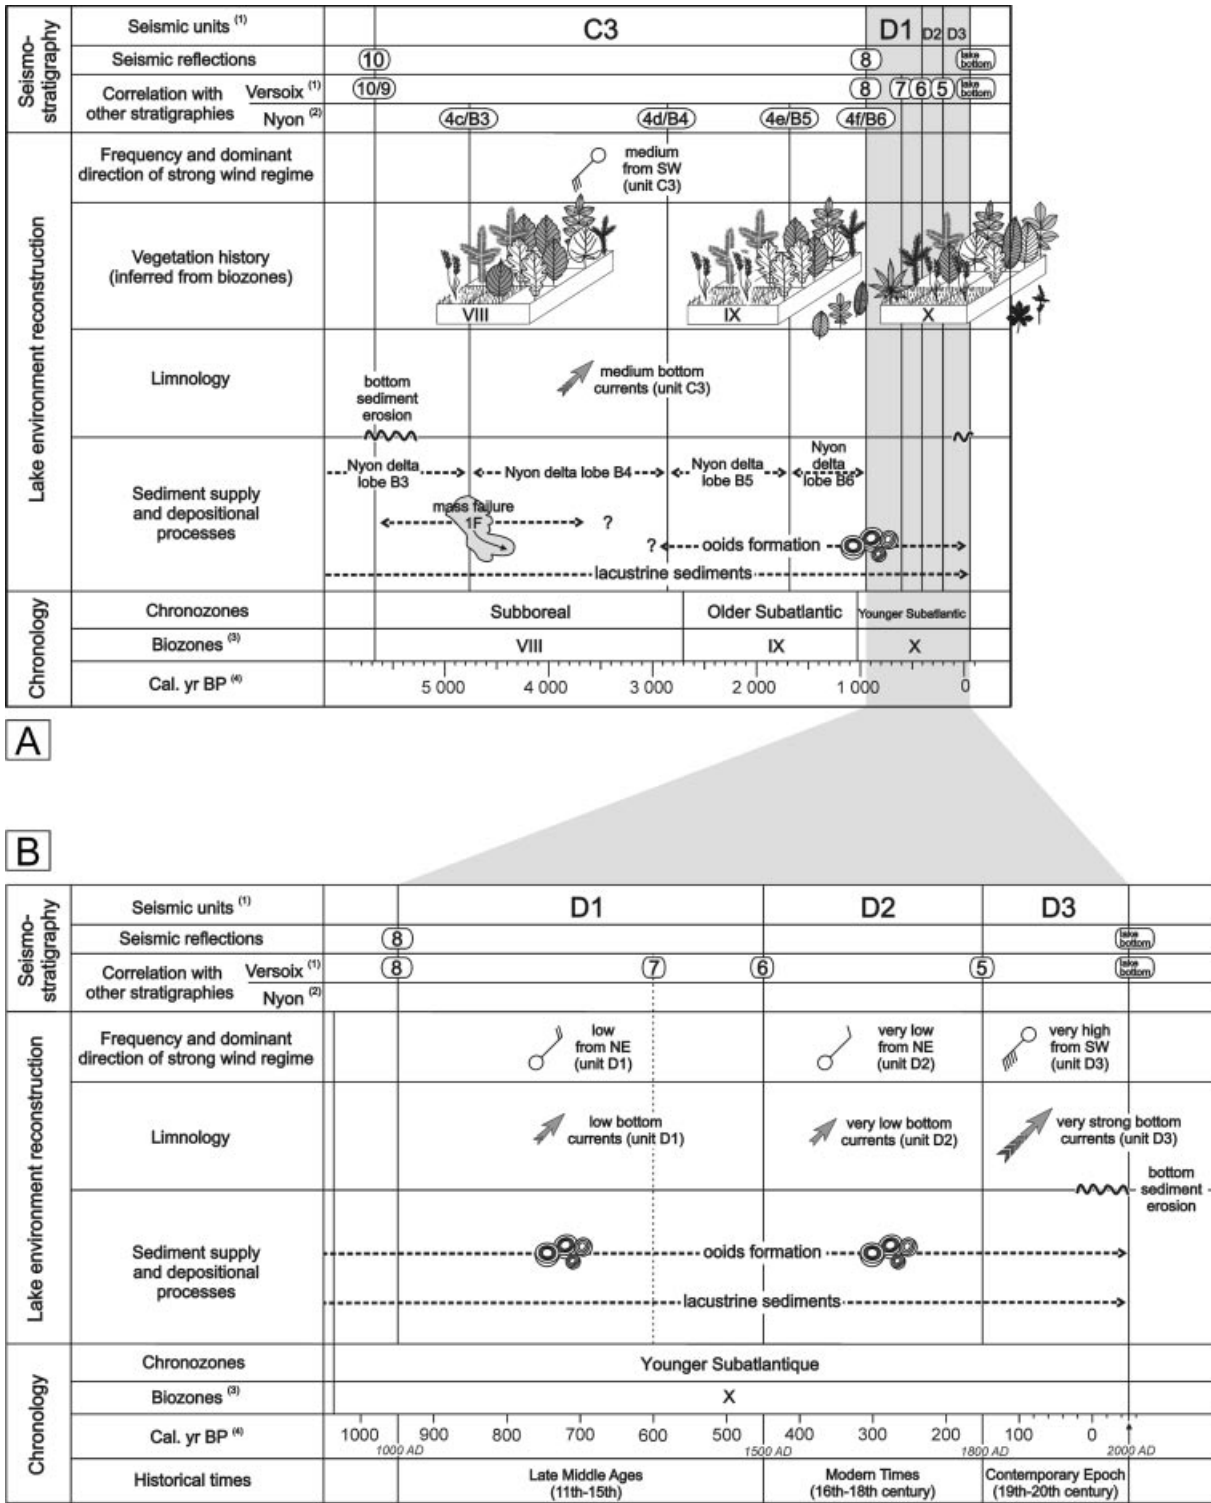 Seismo-
stratigraphy
Seismic units (1)
C3
D1
D2
D3
Seismic reflections
10
8
lake
bottom
Correlation with
other stratigraphies
Versoix (1)
10/9
8
7
6
5
lake
bottom
Nyon (2)
4c/B3
4d/B4
4e/B5
4f/B6
Lake environment reconstruction
Frequency and dominant
direction of strong wind regime
medium
from SW
(unit C3)
Vegetation history
(inferred from biozones)
VIII
IX
X
Limnology
bottom
sediment
erosion
medium bottom
currents (unit C3)
Sediment supply
and depositional
processes
Nyon delta
lobe B3
Nyon delta lobe B4
Nyon delta
lobe B5
Nyon
delta
lobe B6
mass failure
1F
?
? ooids formation
lacustrine sediments
Chronology
Chronozones
Subboreal
Older Subatlantic
Younger Subatlantic
Biozones (3)
VIII
IX
X
Cal. yr BP (4)
5 000
4 000
3 000
2 000
1 000
0
A
B
Seismo-
stratigraphy
Seismic units (1)
D1
D2
D3
Seismic reflections
8
lake
bottom
Correlation with
other stratigraphies
Versoix (1)
8
7
6
5
lake
bottom
Nyon (2)
Lake environment reconstruction
Frequency and dominant
direction of strong wind regime
low
from NE
(unit D1)
very low
from NE
(unit D2)
very high
from SW
(unit D3)
Limnology
low bottom
currents (unit D1)
very low bottom
currents (unit D2)
very strong bottom
currents (unit D3)
bottom
sediment
erosion
Sediment supply
and depositional
processes
ooids formation
lacustrine sediments
Chronology
Chronozones
Younger Subatlantique
Biozones (3)
X
Cal. yr BP (4)
1000
900
800
700
600
500
400
300
200
100
0
1000 AD
1500 AD
1800 AD
2000 AD
Historical times
Late Middle Ages
(11th-15th)
Modern Times
(16th-18th century)
Contemporary Epoch
(19th-20th century)